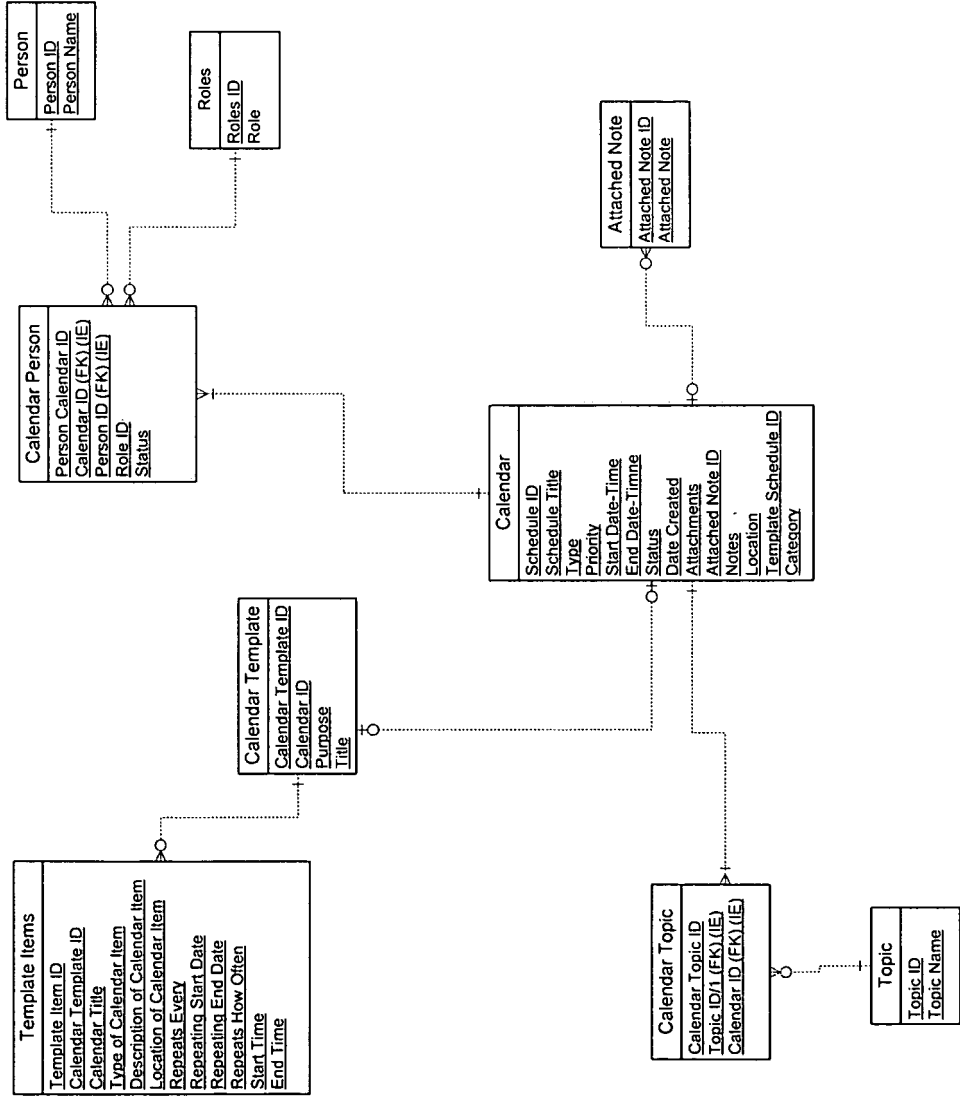 Person
Person ID
Person Name
Roles
Roles ID
Role
Calendar Person
Person Calendar ID
Calendar ID (FK) (IE)
Person ID (FK) (IE)
Role ID
Status
Attached Note
Attached Note ID
Attached Note
Calendar
Schedule ID
Schedule Title
Type
Priority
Start Date-Time
End Date-Timne
Status
Date Created
Attachments
Attached Note ID
Notes
Location
Template Schedule ID
Category
Calendar Template
Calendar Template ID
Calendar ID
Purpose
Title
Template Items
Template Item ID
Calendar Template ID
Calendar Title
Type of Calendar Item
Description of Calendar Item
Location of Calendar Item
Repeats Every
Repeating Start Date
Repeating End Date
Repeats How Often
Start Time
End Time
Calendar Topic
Calendar Topic ID
Topic ID/1 (FK) (IE)
Calendar ID (FK) (IE)
Topic
Topic ID
Topic Name